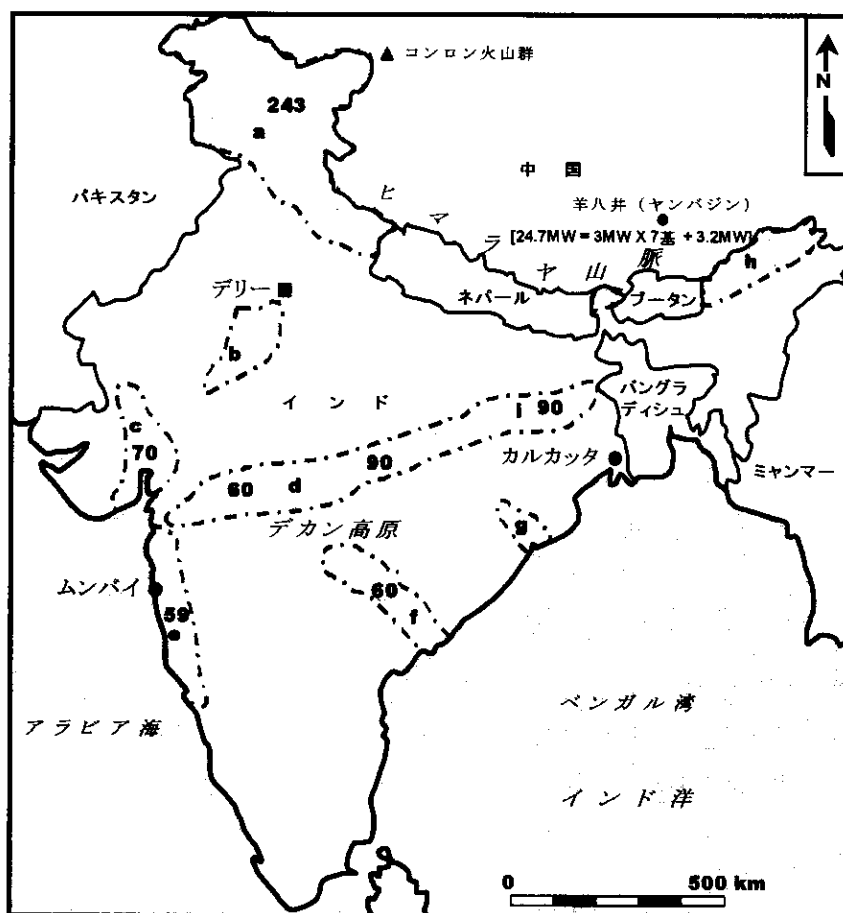 ▲ コンロン火山群
N
243
a
パキスタン
中 国
羊八井 (ヤンバジン)
[24.7MW = 3MW X 7基 + 3.2MW]
ヒマラヤ山脈
h
ネパール
ブータン
デリー
b
インド
バングラ
ディシュ
c
70
i 90
90
60 d
カルカッタ
ミャンマー
デカン高原
g
ムンバイ
60
f
59
e
アラビア海
ベンガル湾
インド洋
0 500 km